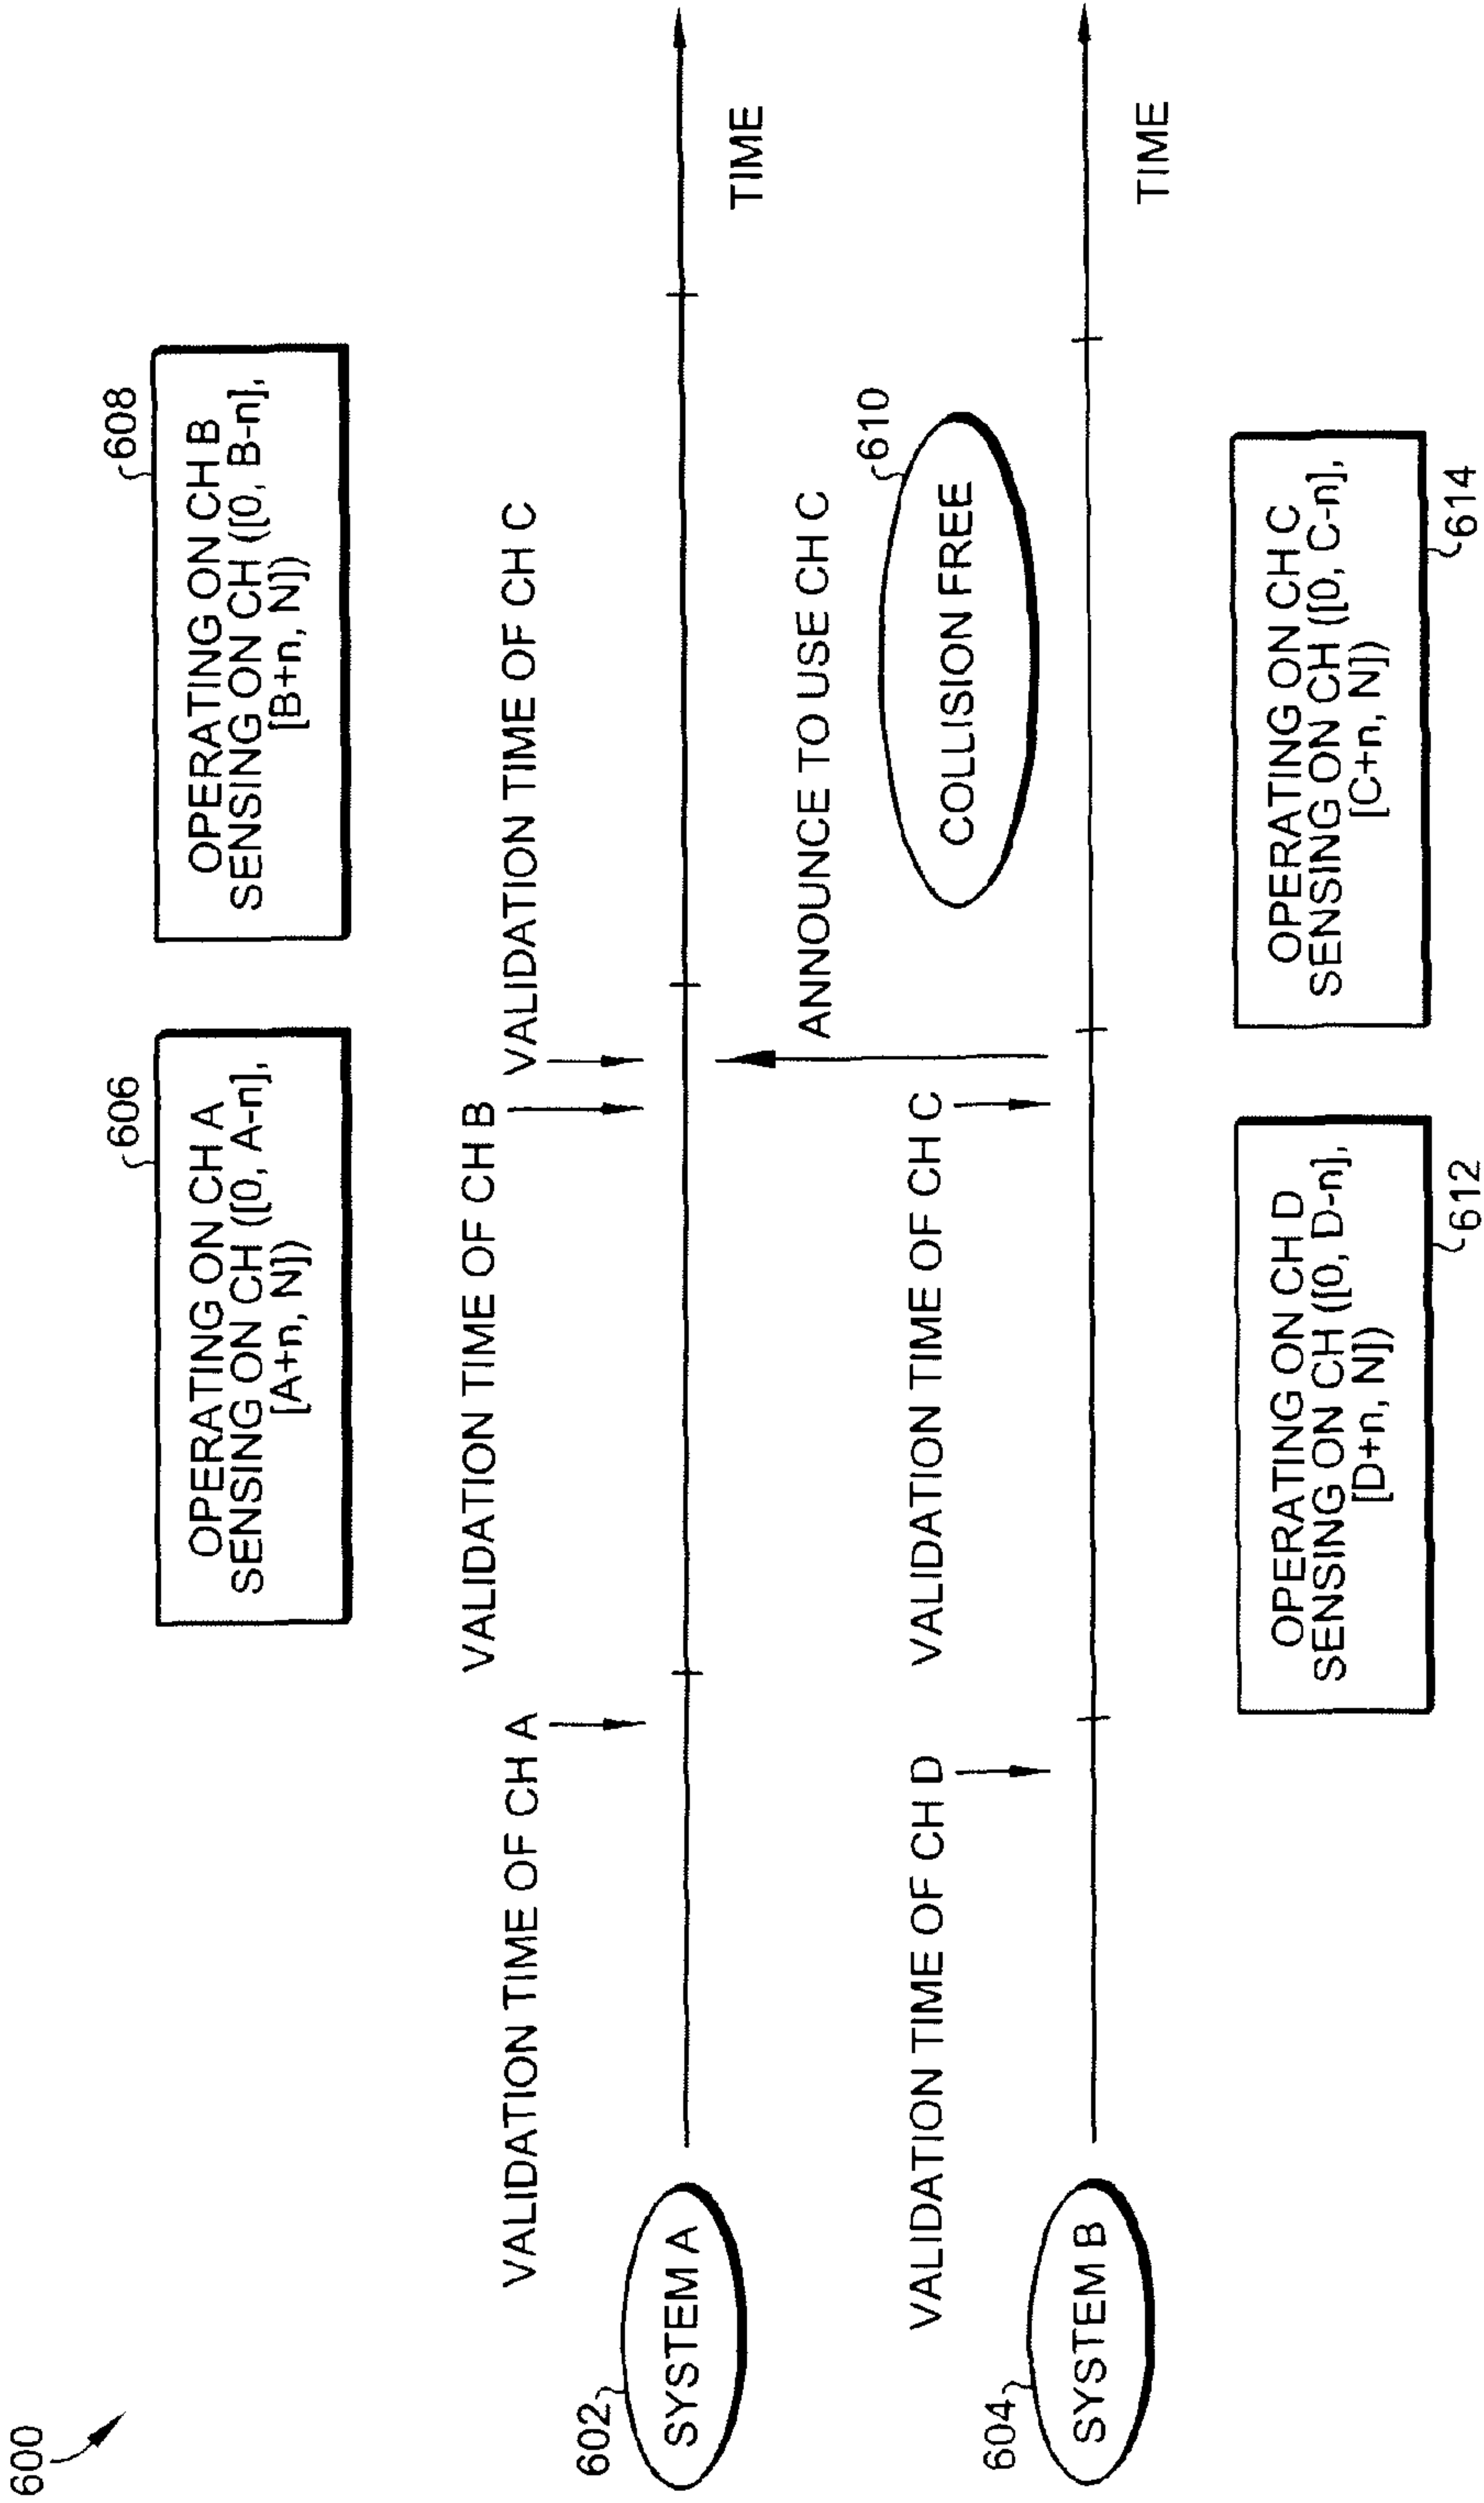 600
606
OPERATING ON CH A
SENSING ON CH ([0, A-n],
[A+n, N])
608
OPERATING ON CH B
SENSING ON CH ([0, B-n],
[B+n, N])
VALIDATION TIME OF CH A
VALIDATION TIME OF CH B
VALIDATION TIME OF CH C
602
SYSTEM A
TIME
ANNOUNCE TO USE CH C
610
COLLISION FREE
VALIDATION TIME OF CH D
VALIDATION TIME OF CH C
604
SYSTEM B
TIME
OPERATING ON CH D
SENSING ON CH ([0, D-n],
[D+n, N])
612
OPERATING ON CH C
SENSING ON CH ([0, C-n],
[C+n, N])
614